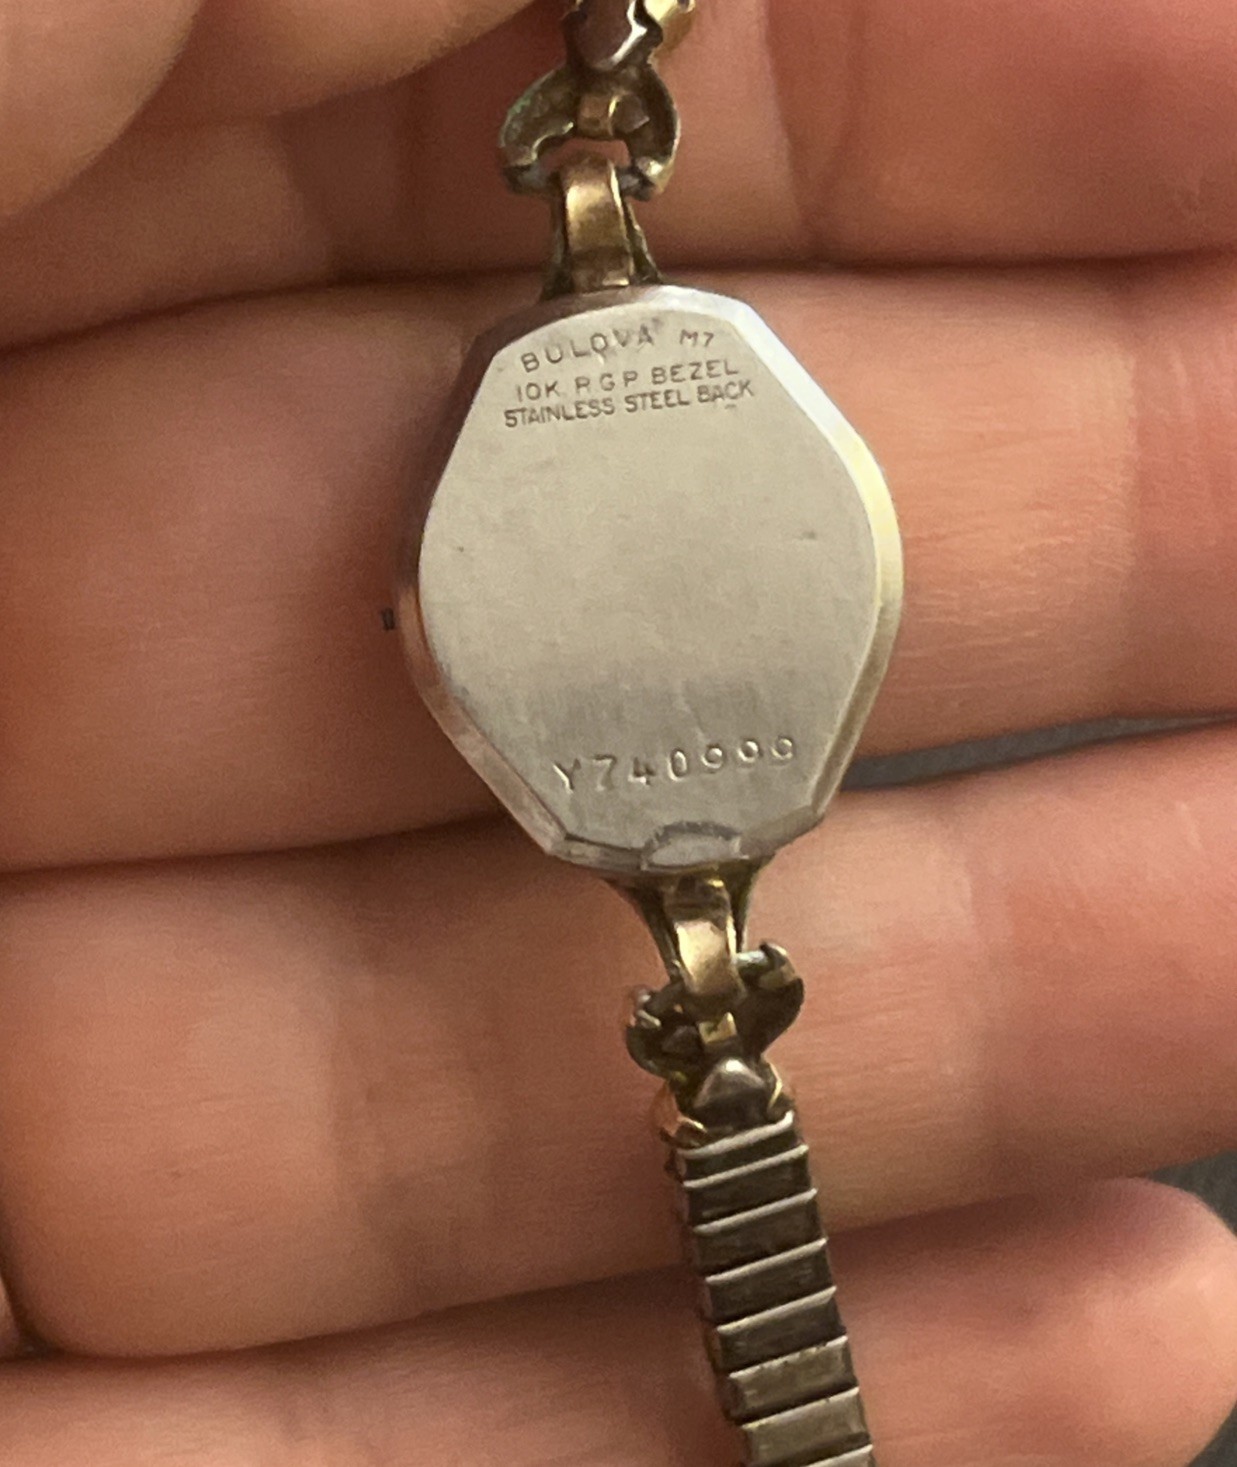 BULOVA M7
10K R.G.P BEZEL
STAINLESS STEEL BACK
Y740999